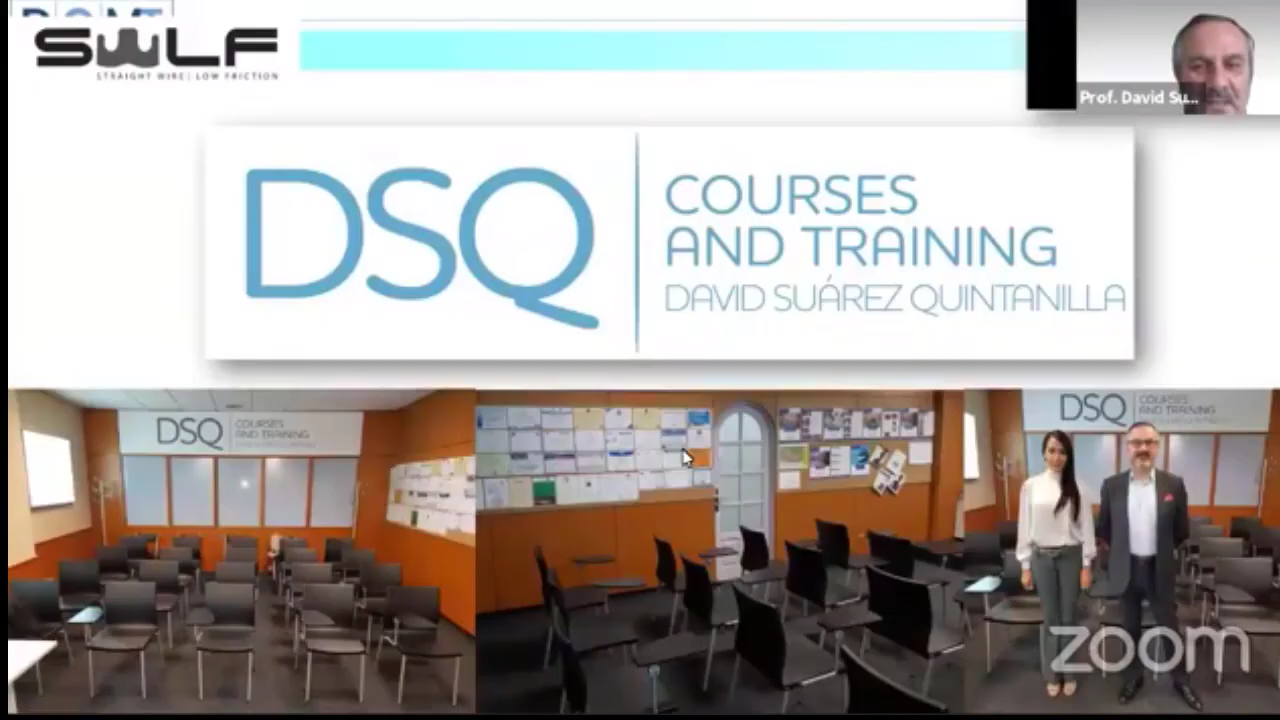 SWLF
STRAIGHT WIRE | LOW FRICTION
Prof. David Su...
DSQ
COURSES
AND TRAINING
DAVID SUÁREZ QUINTANILLA
DSQ
COURSES
AND TRAINING
DSQ
COURSES
AND TRAINING
zoom